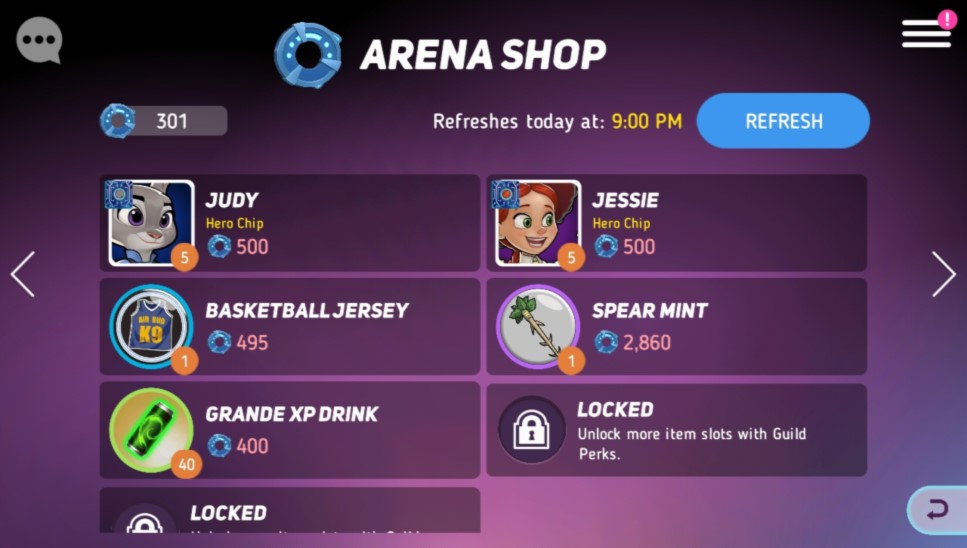 ARENA SHOP
!
301
Refreshes today at: 9:00 PM
REFRESH
JUDY
Hero Chip
500
5
JESSIE
Hero Chip
500
5
BASKETBALL JERSEY
495
AIR BUD
K9
1
SPEAR MINT
2,860
1
GRANDE XP DRINK
400
40
LOCKED
Unlock more item slots with Guild
Perks.
LOCKED